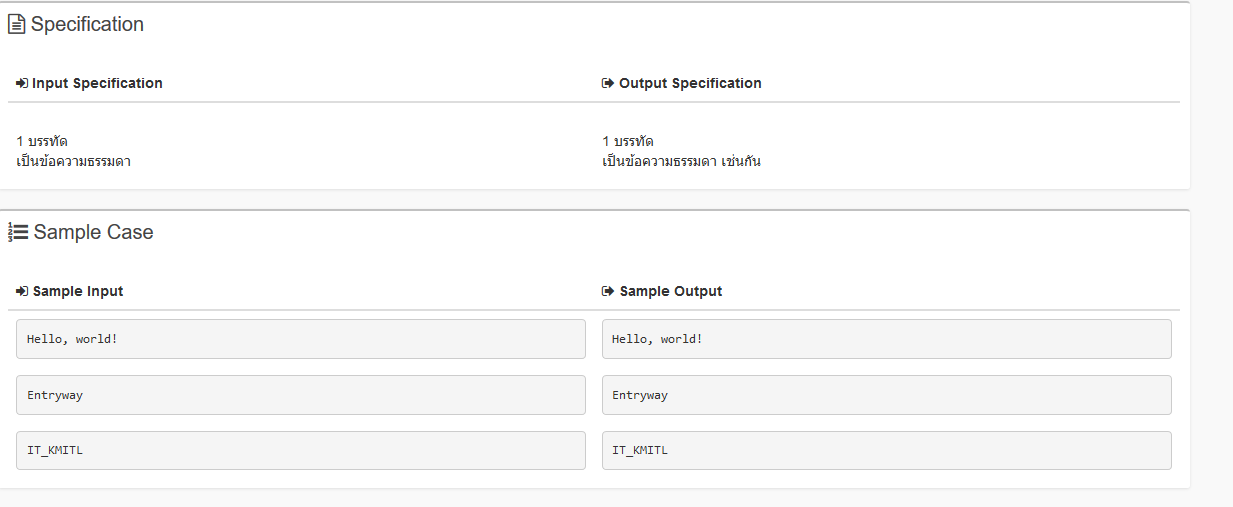 Specification
Input Specification
Output Specification
1 บรรทัด
เป็นข้อความธรรมดา
1 บรรทัด
เป็นข้อความธรรมดา เช่นกัน
Sample Case
Sample Input
Sample Output
Hello, world!
Hello, world!
Entryway
Entryway
IT_KMITL
IT_KMITL